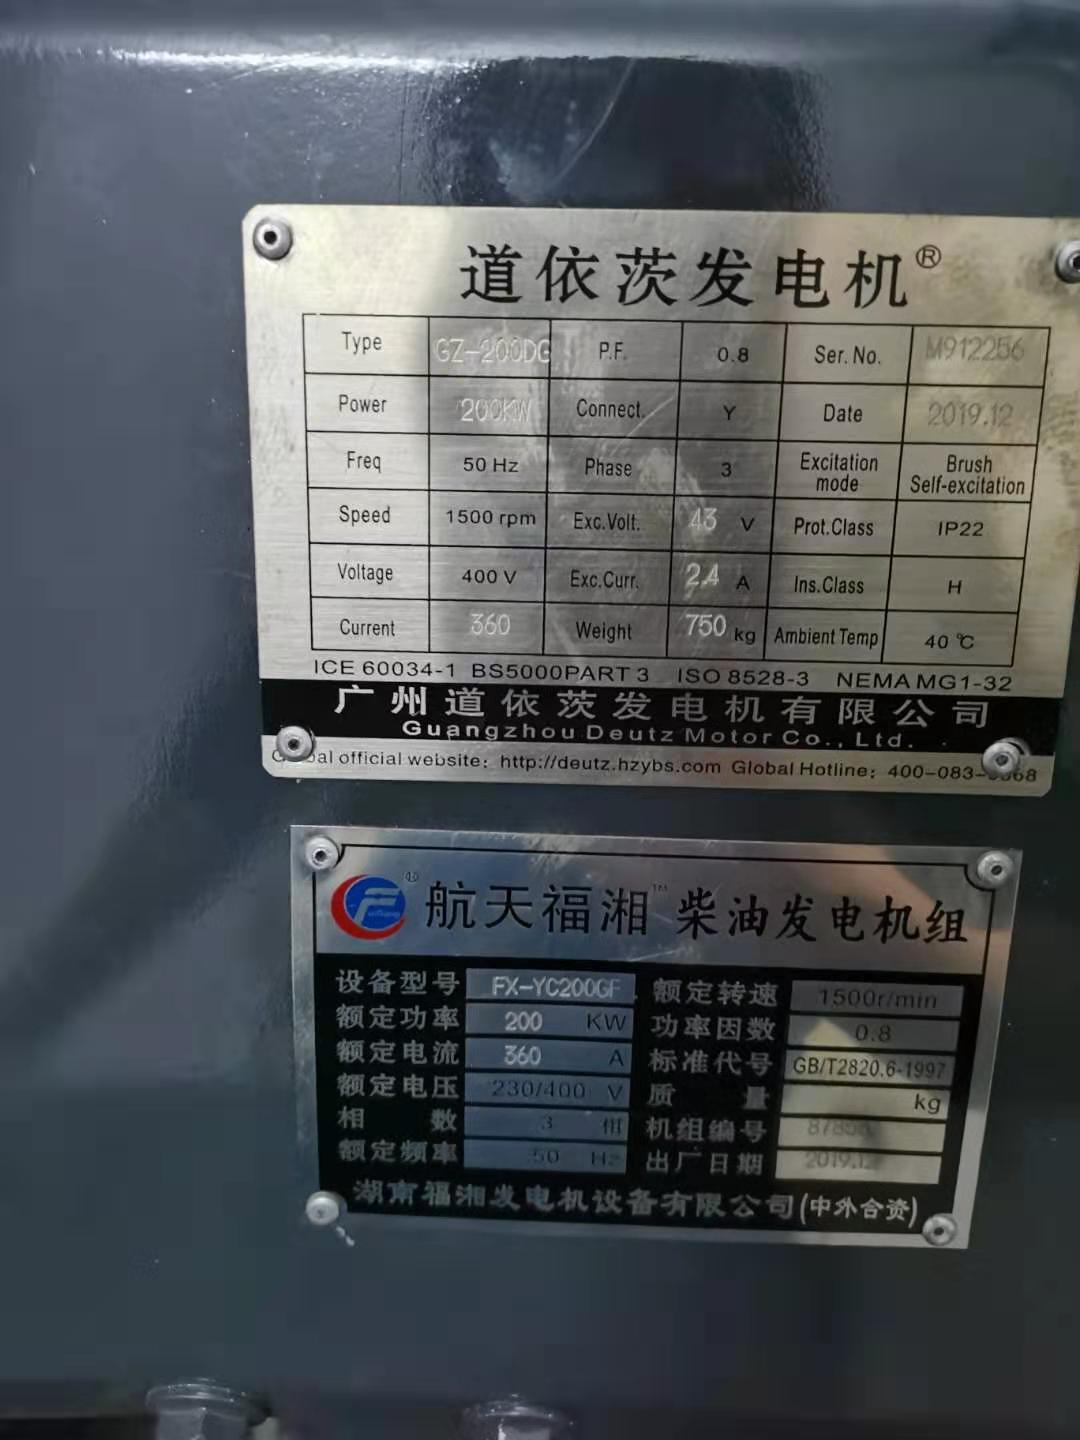 道依茨发电机®
Type GZ-200DG P.F. 0.8 Ser. No. M912256
Power 200KW Connect. Y Date 2019.12
Freq 50 Hz Phase 3 Excitation mode Brush Self-excitation
Speed 1500 rpm Exc.Volt. 43 V Prot.Class IP22
Voltage 400 V Exc.Curr. 2.4 A Ins.Class H
Current 360 Weight 750 kg Ambient Temp 40 ℃
ICE 60034-1 BS5000PART 3 ISO 8528-3 NEMA MG1-32
广州道依茨发电机有限公司
Guangzhou Deutz Motor Co., Ltd.
official website: http://deutz.hzybs.com Global Hotline: 400-083-
® 航天福湘™ 柴油发电机组
设备型号 FX-YC200GF 额定转速 1500r/min
额定功率 200 KW 功率因数 0.8
额定电流 360 A 标准代号 GB/T2820.6-1997
额定电压 230/400 V 质量 kg
相数 3 机组编号
额定频率 50 Hz 出厂日期 2019.12
湖南福湘发电机设备有限公司(中外合资)